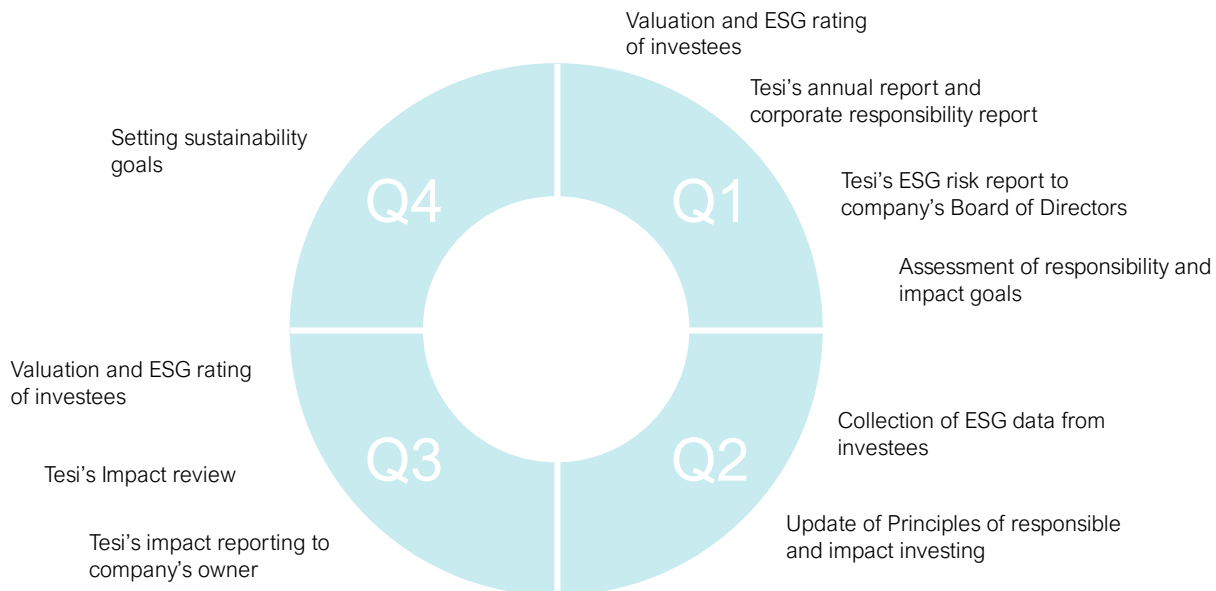 Valuation and ESG rating
of investees
Tesi’s annual report and
corporate responsibility report
Tesi’s ESG risk report to
company’s Board of Directors
Assessment of responsibility and
impact goals
Q1
Collection of ESG data from
investees
Update of Principles of responsible
and impact investing
Q2
Valuation and ESG rating
of investees
Tesi’s Impact review
Tesi’s impact reporting to
company’s owner
Q3
Setting sustainability
goals
Q4